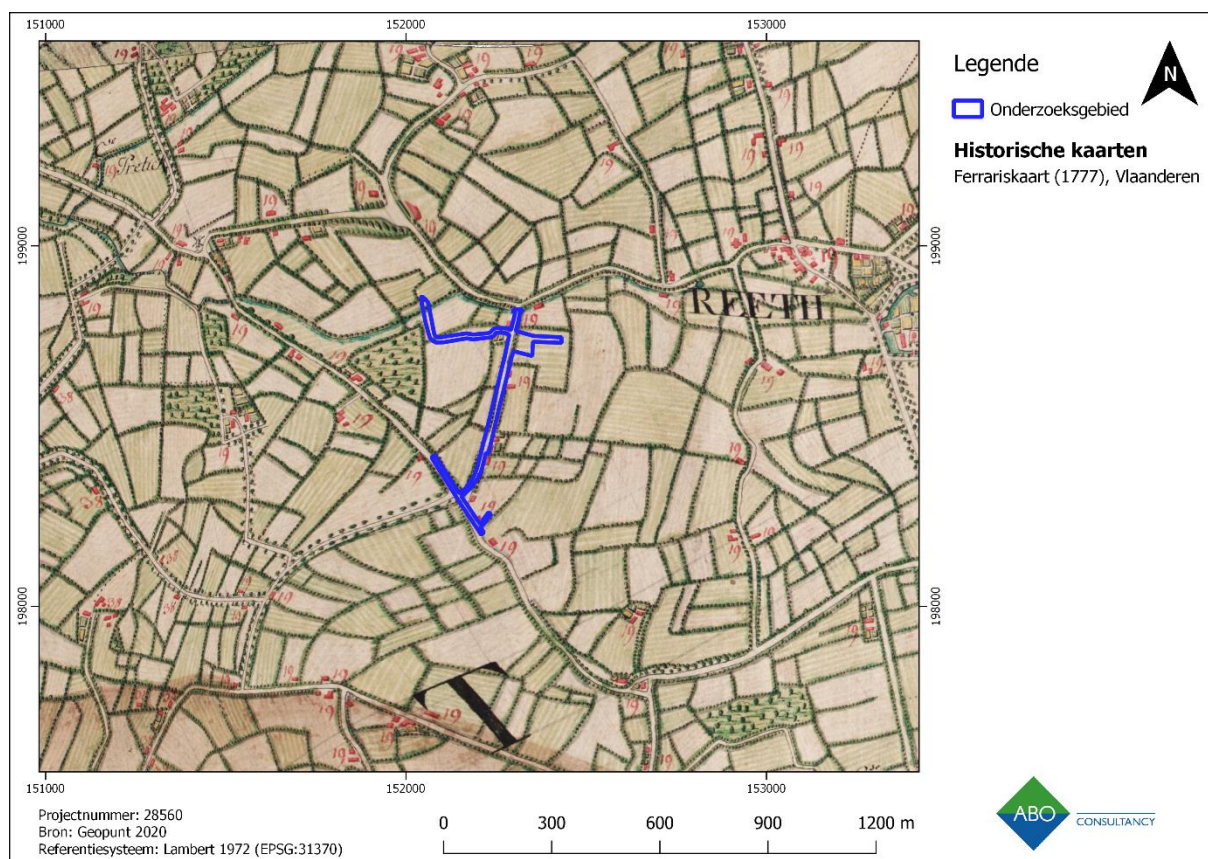 151000 152000 153000
199000 199000
198000 198000
REETH
T
151000 152000 153000
Legende
N
Onderzoeksgebied
Historische kaarten
Ferrariskaart (1777), Vlaanderen
Projectnummer: 28560
Bron: Geopunt 2020
Referentiesysteem: Lambert 1972 (EPSG:31370)
0 300 600 900 1200 m
ABO CONSULTANCY